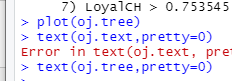 7) LoyalCH > 0.753545
> plot(oj.tree)
> text(oj.text,pretty=0)
Error in text(oj.text, pret
> text(oj.tree,pretty=0)
>